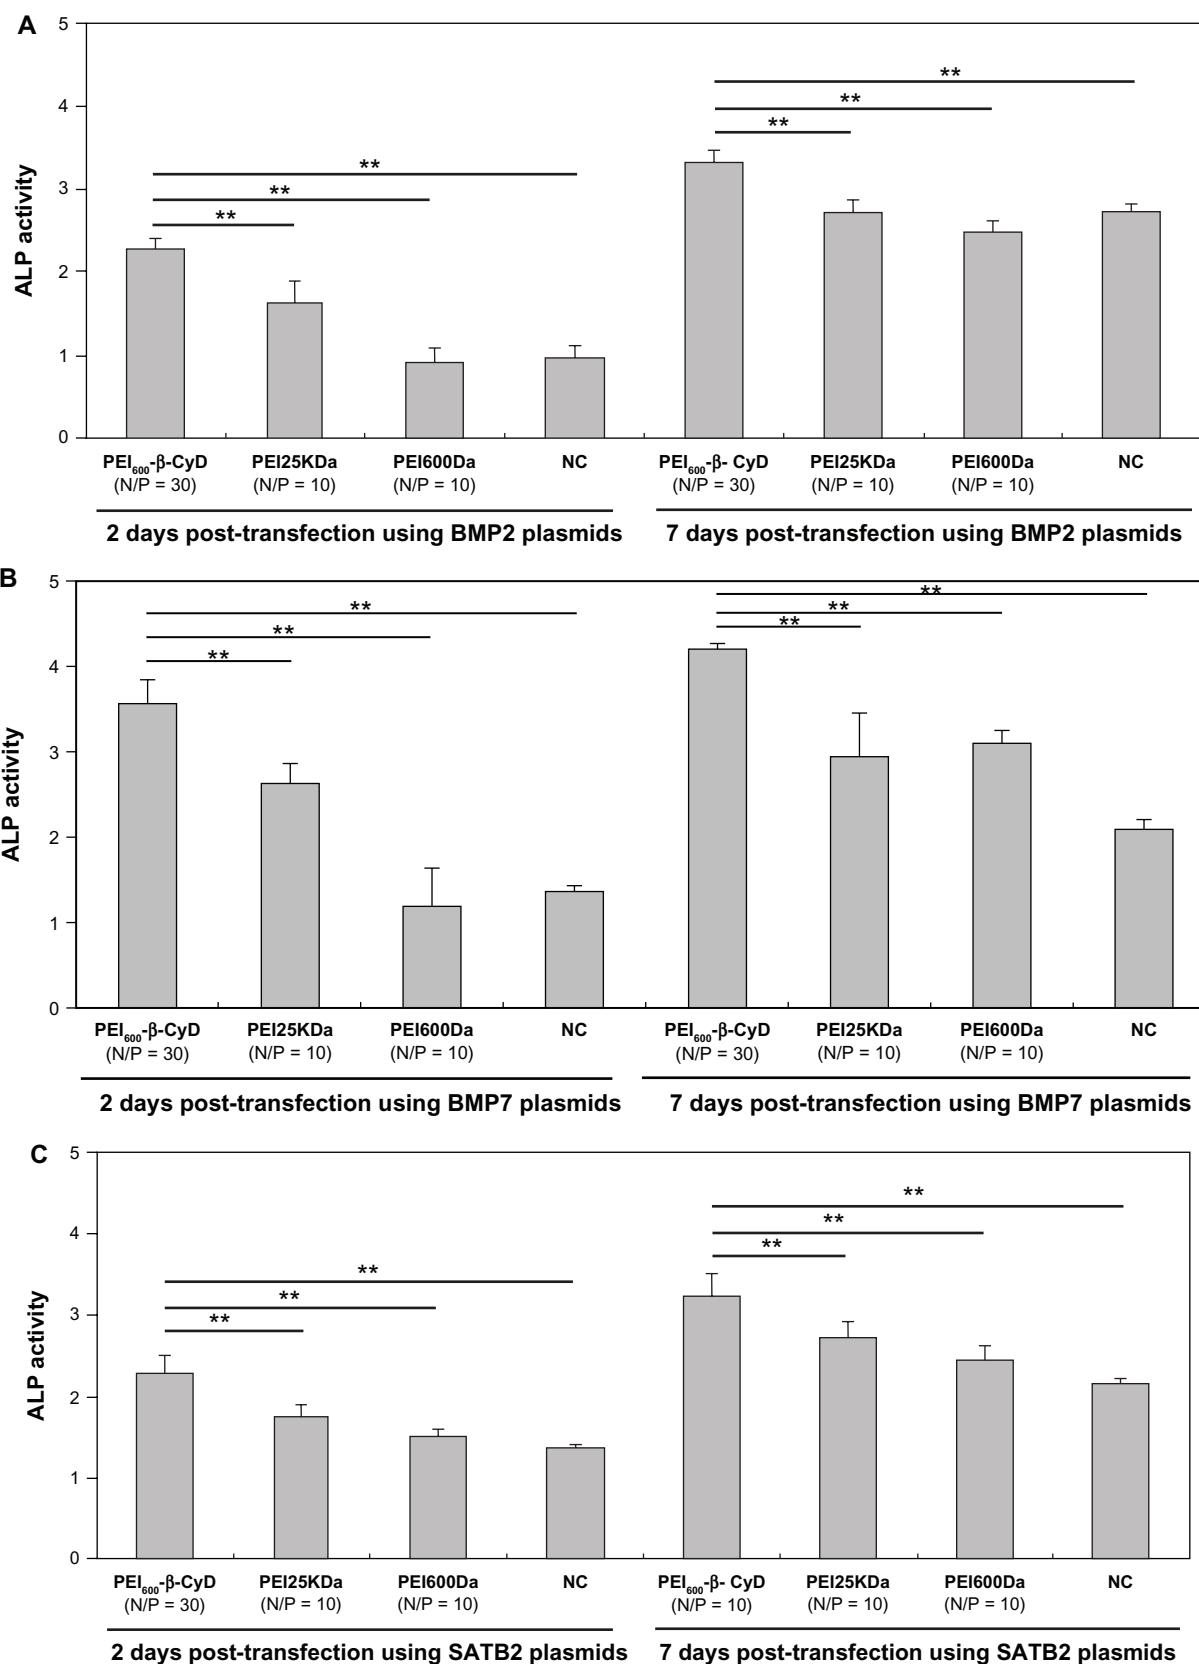 A
5
4
3
2
1
0
ALP activity
** ** **
** ** **
PEI600-β-CyD PEI25KDa PEI600Da NC PEI600-β- CyD PEI25KDa PEI600Da NC
(N/P = 30) (N/P = 10) (N/P = 10) (N/P = 30) (N/P = 10) (N/P = 10)
2 days post-transfection using BMP2 plasmids 7 days post-transfection using BMP2 plasmids
B
5
4
3
2
1
0
ALP activity
** ** **
** ** **
PEI600-β-CyD PEI25KDa PEI600Da NC PEI600-β-CyD PEI25KDa PEI600Da NC
(N/P = 30) (N/P = 10) (N/P = 10) (N/P = 30) (N/P = 10) (N/P = 10)
2 days post-transfection using BMP7 plasmids 7 days post-transfection using BMP7 plasmids
C
5
4
3
2
1
0
ALP activity
** ** **
** ** **
PEI600-β-CyD PEI25KDa PEI600Da NC PEI600-β- CyD PEI25KDa PEI600Da NC
(N/P = 30) (N/P = 10) (N/P = 10) (N/P = 10) (N/P = 10) (N/P = 10)
2 days post-transfection using SATB2 plasmids 7 days post-transfection using SATB2 plasmids